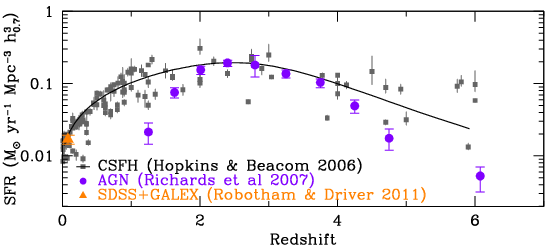 SFR (M⊙ yr⁻¹ Mpc⁻³ h³₀.₇)
1
0.1
0.01
CSFH (Hopkins & Beacom 2006)
AGN (Richards et al 2007)
SDSS+GALEX (Robotham & Driver 2011)
0 2 4 6
Redshift